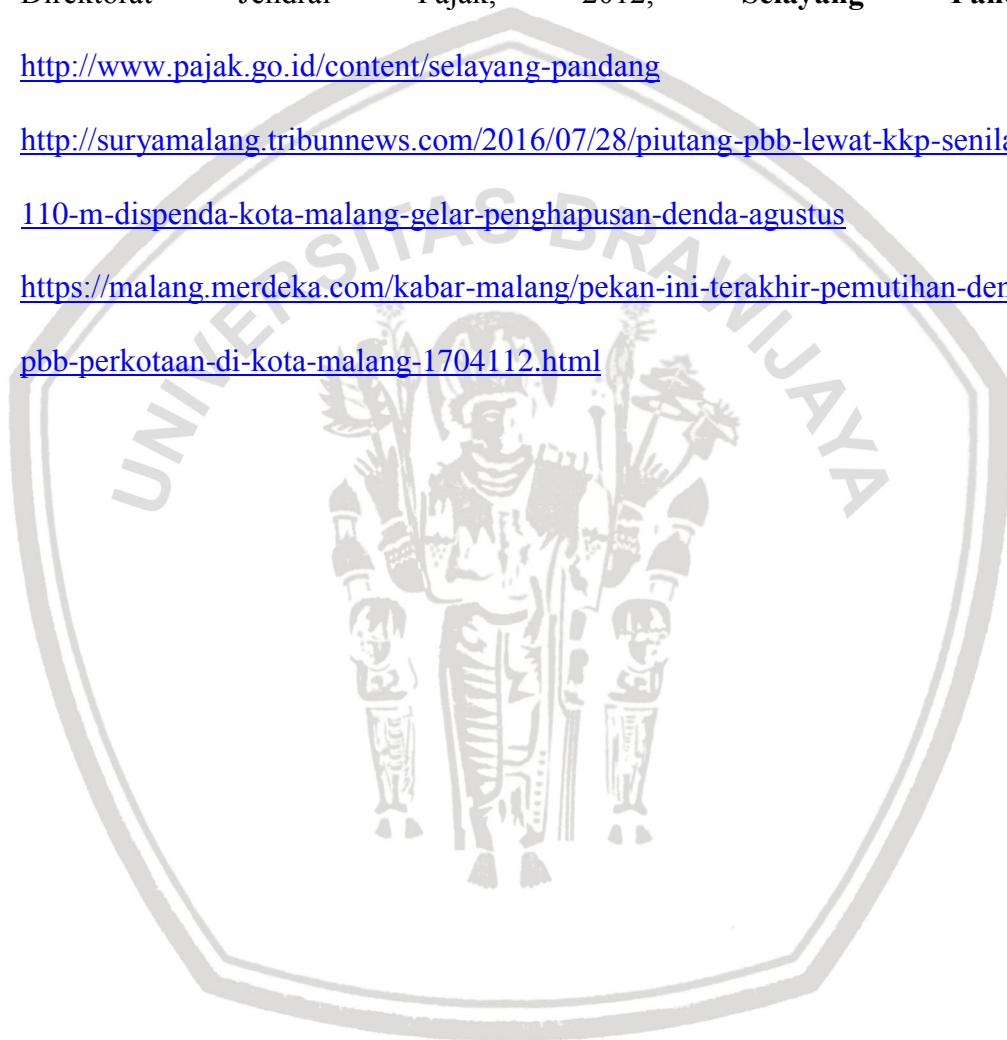 Direktorat Jendral Pajak, 2012, Selayang
http://www.pajak.go.id/content/selayang-pandang
http://suryamalang.tribunnews.com/2016/07/28/piutang-pbb-lewat-kkp-senila
110-m-dispenda-kota-malang-gelar-penghapusan-denda-agustus
https://malang.merdeka.com/kabar-malang/pekan-ini-terakhir-pemutihan-den
pbb-perkotaan-di-kota-malang-1704112.html
UNIVERSITAS BRAWIJAYA